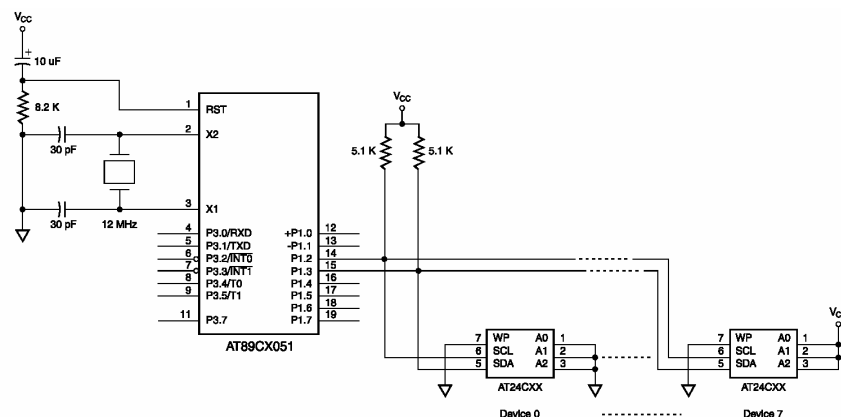 VCC
+
10 uF
8.2 K
30 pF
30 pF
12 MHz
1 RST
2 X2
3 X1
4 P3.0/RXD
5 P3.1/TXD
6 P3.2/INT0
7 P3.3/INT1
8 P3.4/T0
9 P3.5/T1
11 P3.7
+P1.0 12
-P1.1 13
P1.2 14
P1.3 15
P1.4 16
P1.5 17
P1.6 18
P1.7 19
AT89CX051
VCC
5.1 K
5.1 K
7 WP A0 1
6 SCL A1 2
5 SDA A2 3
AT24CXX
Device 0
VC
7 WP A0 1
6 SCL A1 2
5 SDA A2 3
AT24CXX
Device 7